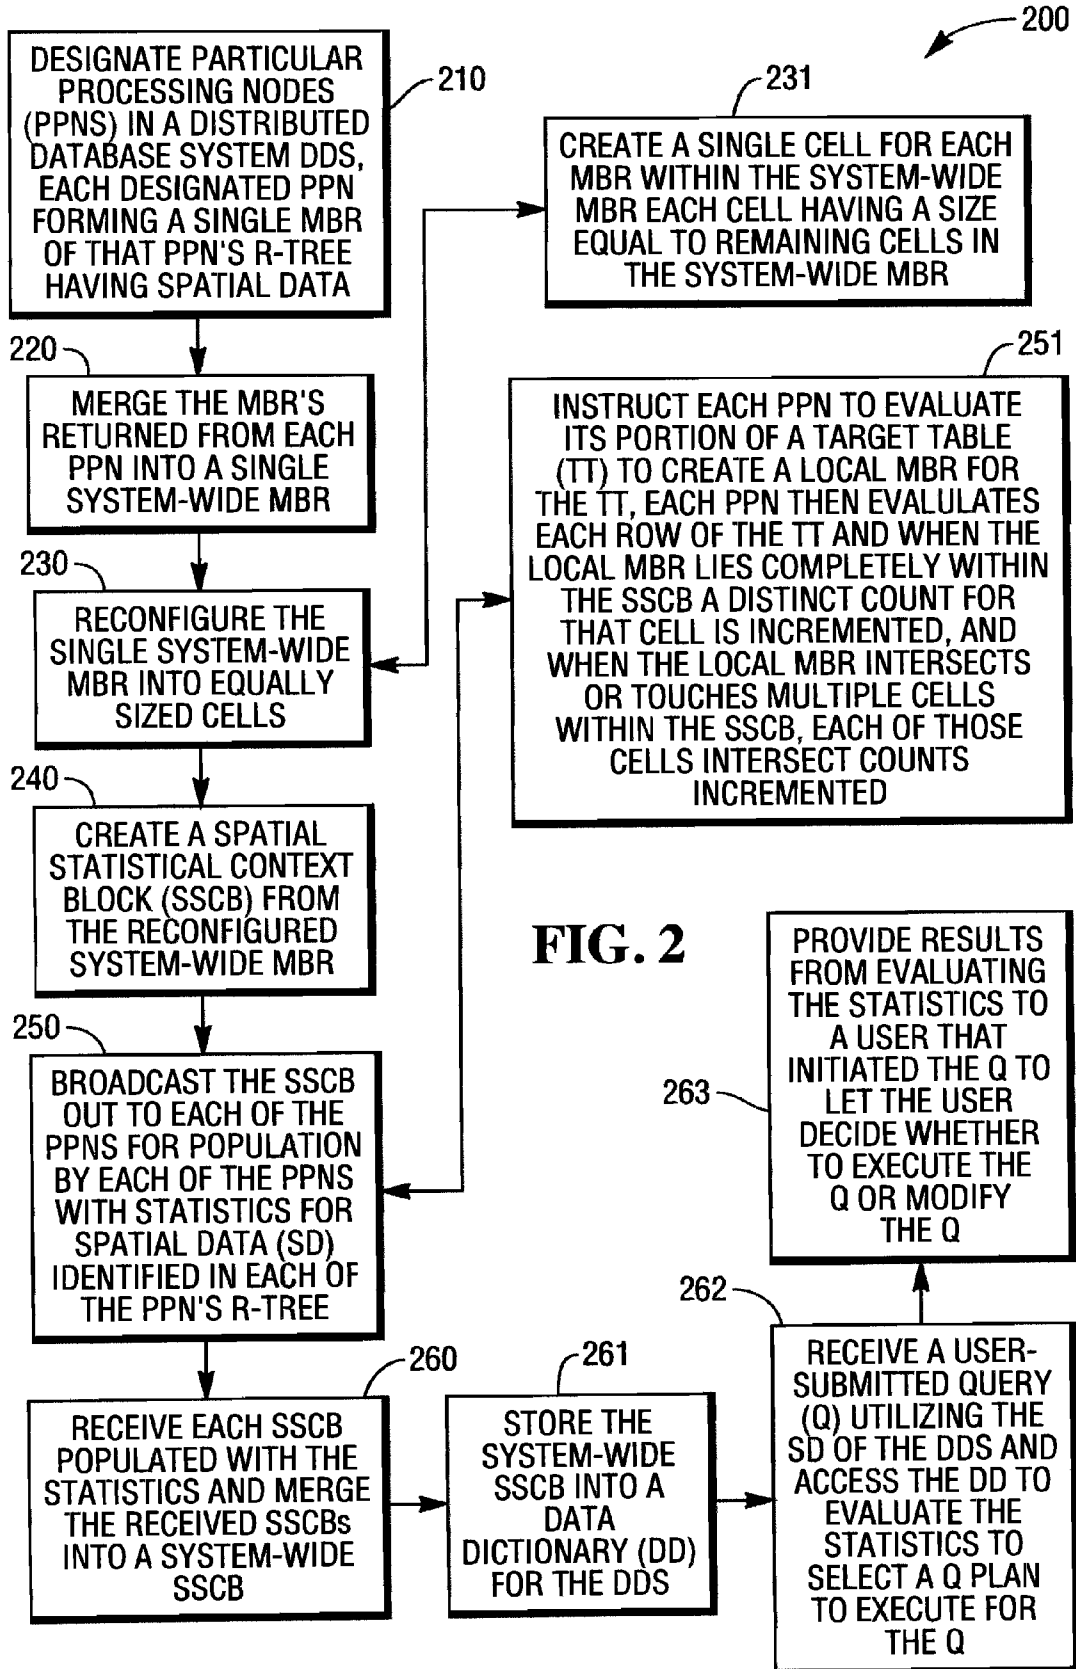 200
DESIGNATE PARTICULAR
PROCESSING NODES
(PPNS) IN A DISTRIBUTED
DATABASE SYSTEM DDS,
EACH DESIGNATED PPN
FORMING A SINGLE MBR
OF THAT PPN'S R-TREE
HAVING SPATIAL DATA
210
231
CREATE A SINGLE CELL FOR EACH
MBR WITHIN THE SYSTEM-WIDE
MBR EACH CELL HAVING A SIZE
EQUAL TO REMAINING CELLS IN
THE SYSTEM-WIDE MBR
220
MERGE THE MBR'S
RETURNED FROM EACH
PPN INTO A SINGLE
SYSTEM-WIDE MBR
251
INSTRUCT EACH PPN TO EVALUATE
ITS PORTION OF A TARGET TABLE
(TT) TO CREATE A LOCAL MBR FOR
THE TT, EACH PPN THEN EVALULATES
EACH ROW OF THE TT AND WHEN THE
LOCAL MBR LIES COMPLETELY WITHIN
THE SSCB A DISTINCT COUNT FOR
THAT CELL IS INCREMENTED, AND
WHEN THE LOCAL MBR INTERSECTS
OR TOUCHES MULTIPLE CELLS
WITHIN THE SSCB, EACH OF THOSE
CELLS INTERSECT COUNTS
INCREMENTED
230
RECONFIGURE THE
SINGLE SYSTEM-WIDE
MBR INTO EQUALLY
SIZED CELLS
240
CREATE A SPATIAL
STATISTICAL CONTEXT
BLOCK (SSCB) FROM
THE RECONFIGURED
SYSTEM-WIDE MBR
FIG. 2
250
BROADCAST THE SSCB
OUT TO EACH OF THE
PPNS FOR POPULATION
BY EACH OF THE PPNS
WITH STATISTICS FOR
SPATIAL DATA (SD)
IDENTIFIED IN EACH OF
THE PPN'S R-TREE
260
RECEIVE EACH SSCB
POPULATED WITH THE
STATISTICS AND MERGE
THE RECEIVED SSCBs
INTO A SYSTEM-WIDE
SSCB
261
STORE THE
SYSTEM-WIDE
SSCB INTO A
DATA
DICTIONARY (DD)
FOR THE DDS
262
RECEIVE A USER-
SUBMITTED QUERY
(Q) UTILIZING THE
SD OF THE DDS AND
ACCESS THE DD TO
EVALUATE THE
STATISTICS TO
SELECT A Q PLAN
TO EXECUTE FOR
THE Q
263
PROVIDE RESULTS
FROM EVALUATING
THE STATISTICS TO
A USER THAT
INITIATED THE Q TO
LET THE USER
DECIDE WHETHER
TO EXECUTE THE
Q OR MODIFY
THE Q